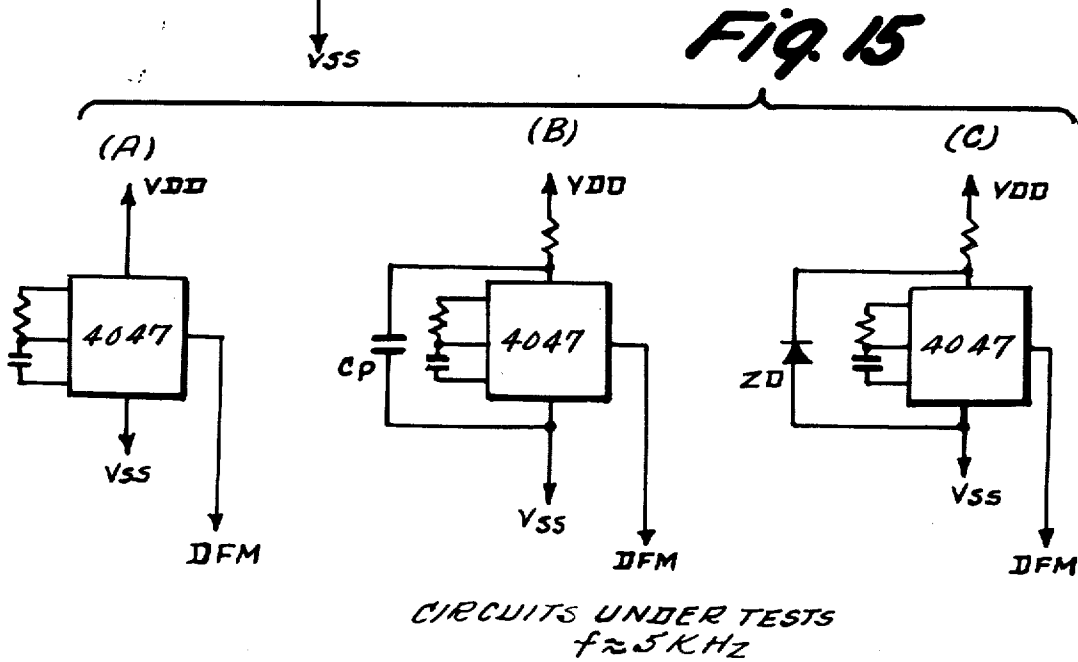 VSS
Fig. 15
(A)
(B)
(C)
VDD
VDD
VDD
4047
4047
4047
CP
ZD
VSS
VSS
VSS
DFM
DFM
DFM
CIRCUITS UNDER TESTS
f≈5KHz